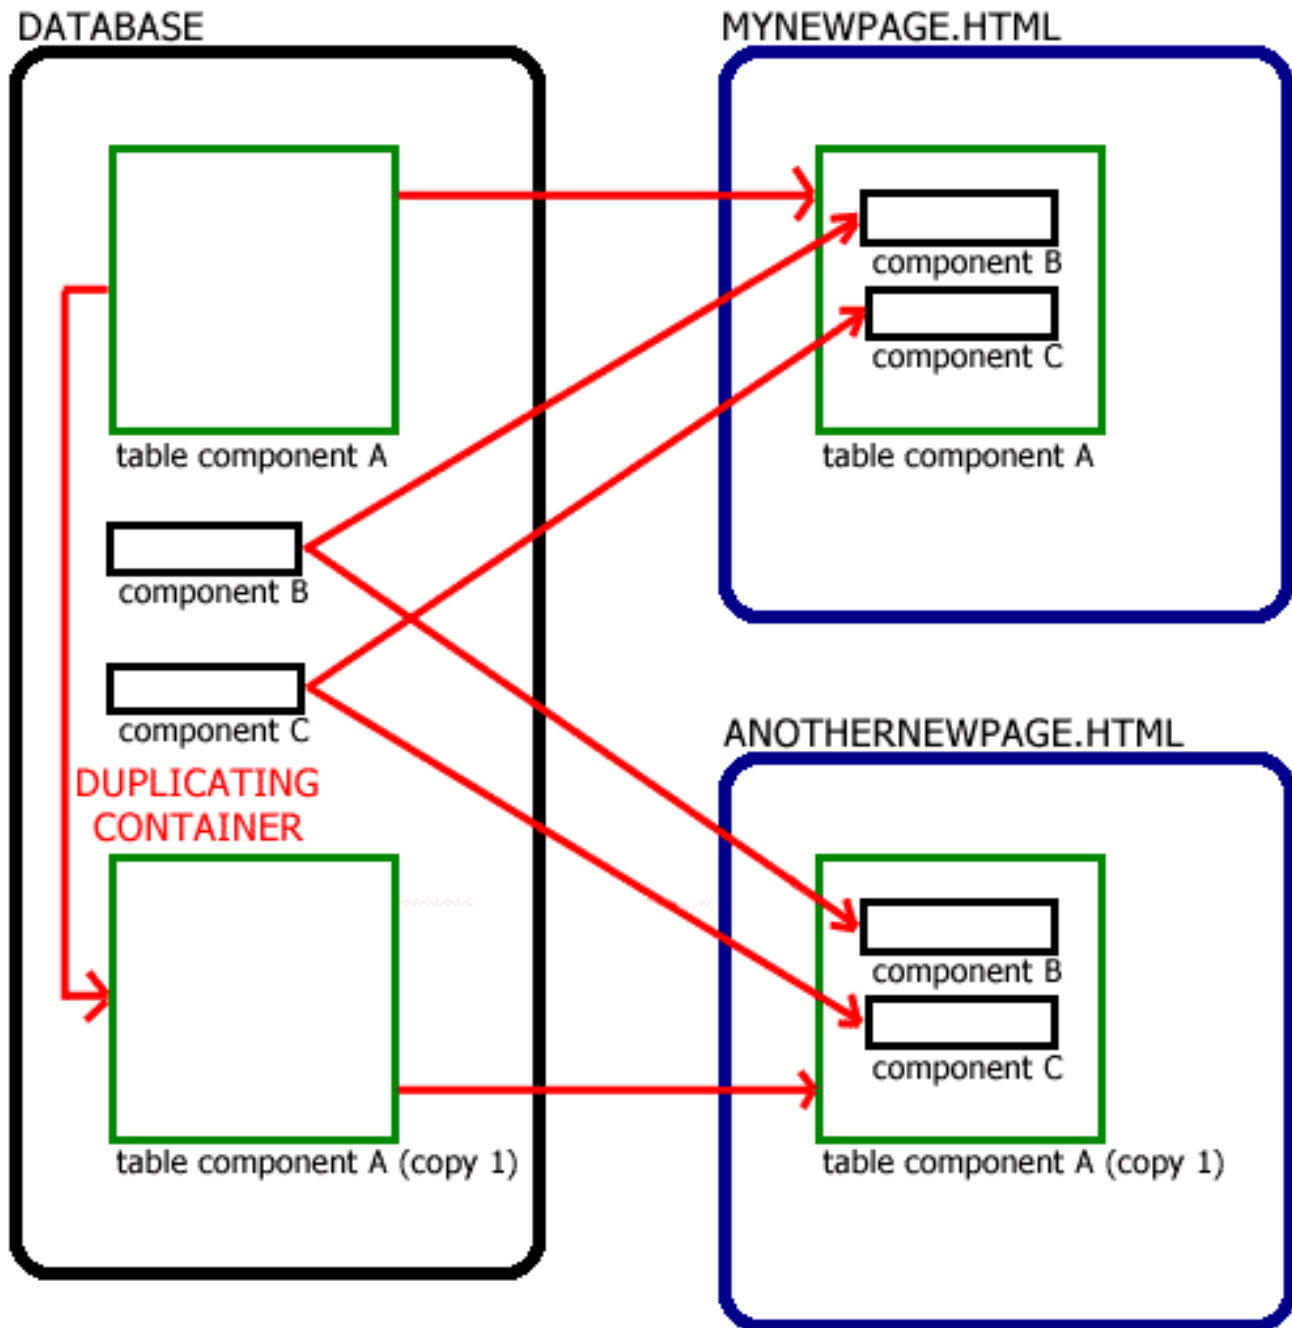 DATABASE
table component A
component B
component C
DUPLICATING
CONTAINER
table component A (copy 1)
MYNEWPAGE.HTML
component B
component C
table component A
ANOTHERNEWPAGE.HTML
component B
component C
table component A (copy 1)